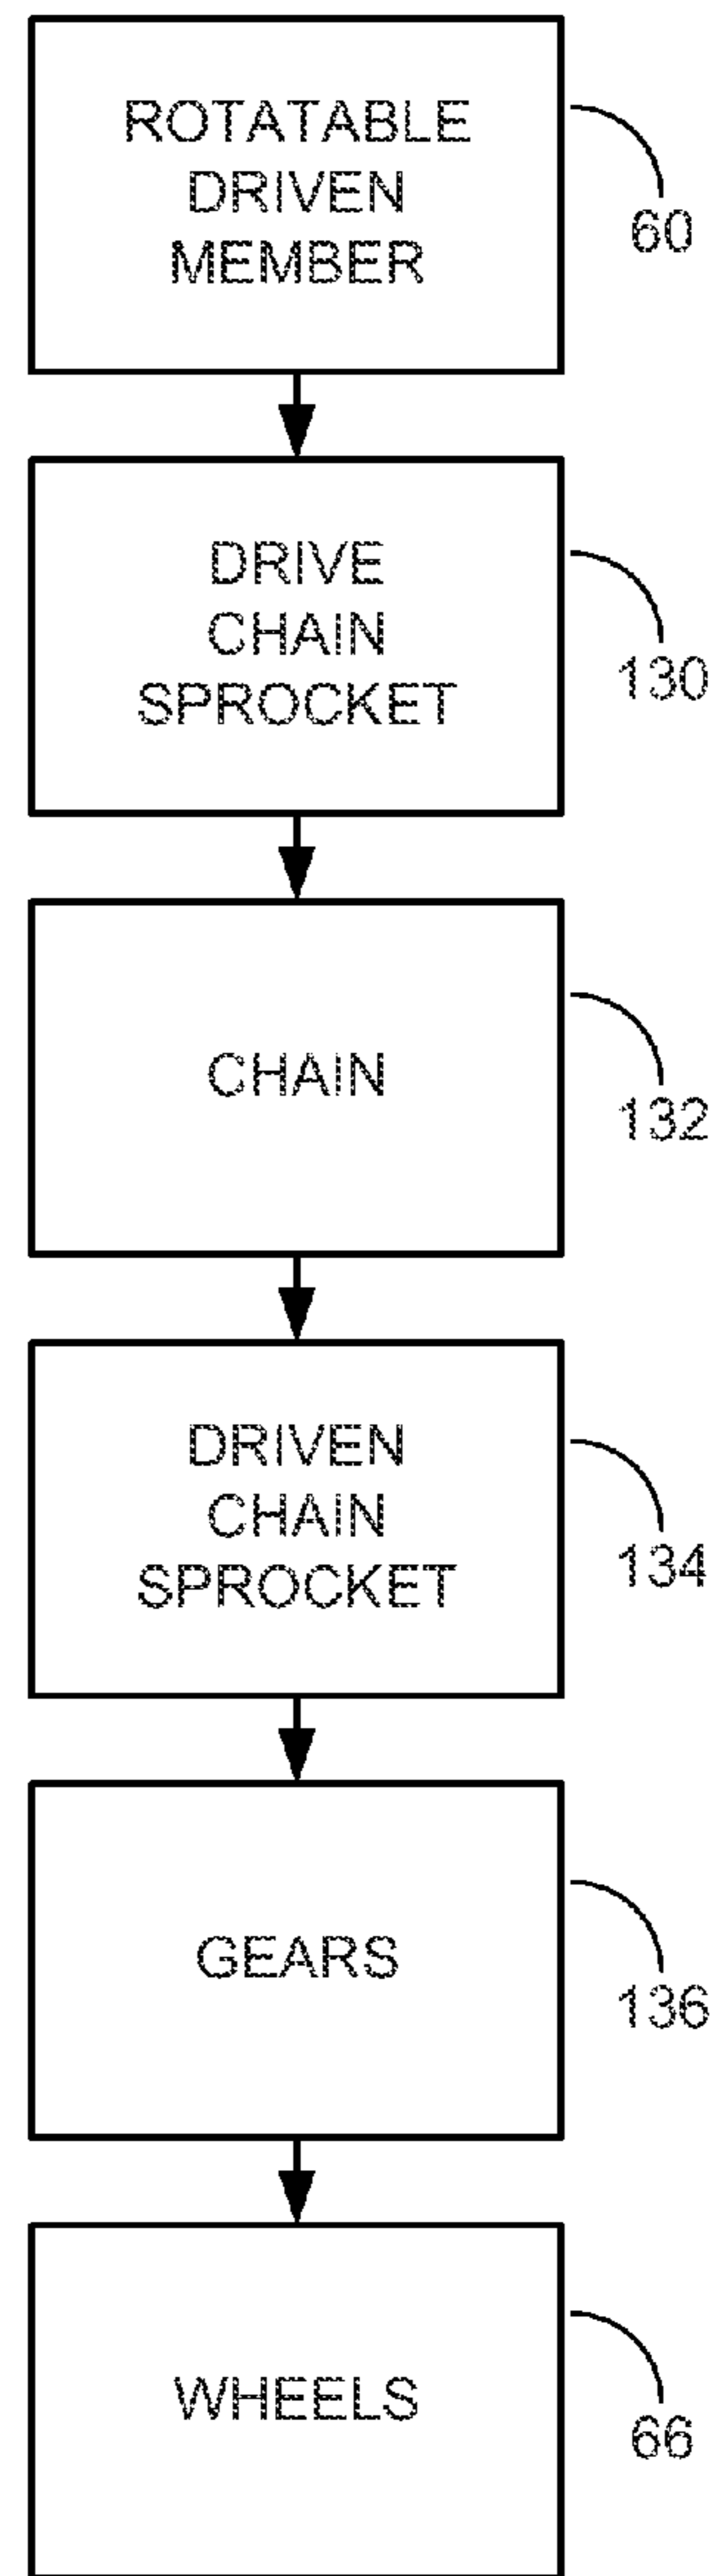 ROTATABLE
DRIVEN
MEMBER
60
DRIVE
CHAIN
SPROCKET
130
CHAIN
132
DRIVEN
CHAIN
SPROCKET
134
GEARS
136
WHEELS
66